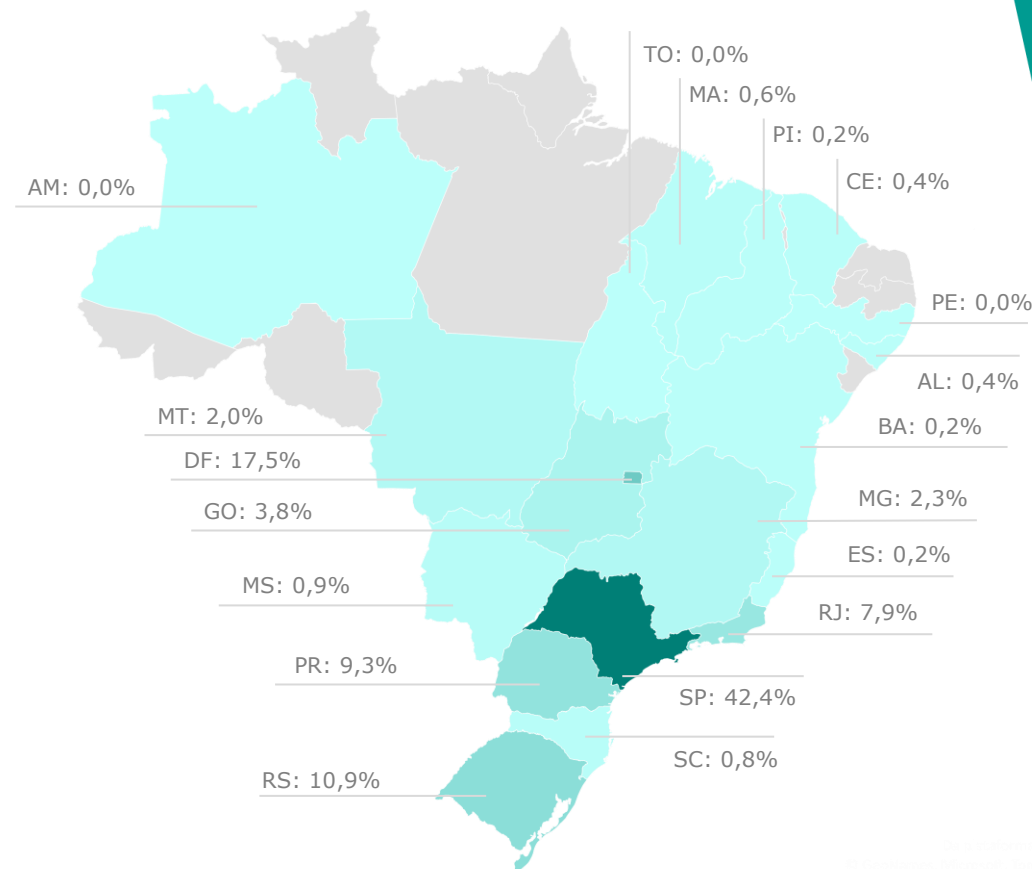 TO: 0,0%
MA: 0,6%
PI: 0,2%
CE: 0,4%
AM: 0,0%
PE: 0,0%
AL: 0,4%
MT: 2,0%
BA: 0,2%
DF: 17,5%
MG: 2,3%
GO: 3,8%
ES: 0,2%
MS: 0,9%
RJ: 7,9%
PR: 9,3%
SP: 42,4%
SC: 0,8%
RS: 10,9%